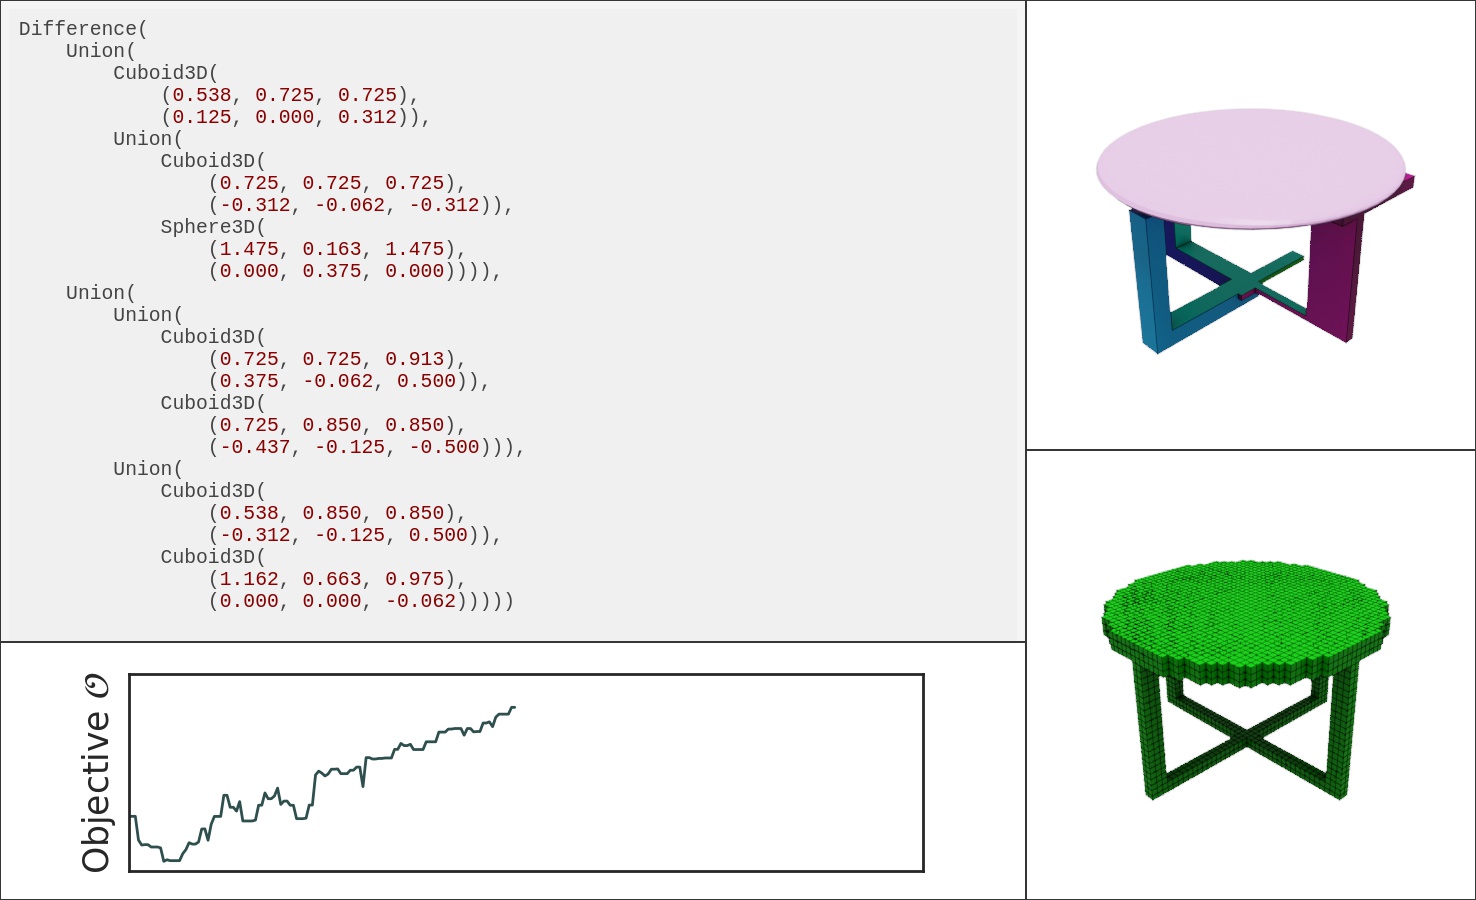 Difference(
    Union(
        Cuboid3D(
            (0.538, 0.725, 0.725),
            (0.125, 0.000, 0.312)),
        Union(
            Cuboid3D(
                (0.725, 0.725, 0.725),
                (-0.312, -0.062, -0.312)),
            Sphere3D(
                (1.475, 0.163, 1.475),
                (0.000, 0.375, 0.000)))),
    Union(
        Union(
            Cuboid3D(
                (0.725, 0.725, 0.913),
                (0.375, -0.062, 0.500)),
            Cuboid3D(
                (0.725, 0.850, 0.850),
                (-0.437, -0.125, -0.500))),
        Union(
            Cuboid3D(
                (0.538, 0.850, 0.850),
                (-0.312, -0.125, 0.500)),
            Cuboid3D(
                (1.162, 0.663, 0.975),
                (0.000, 0.000, -0.062)))))
Objective 𝒪